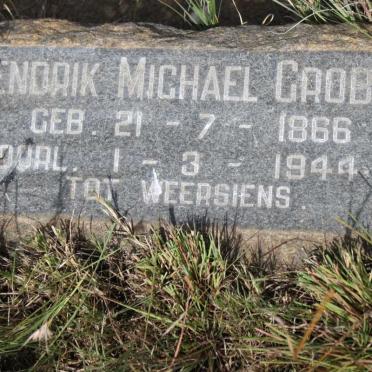 ENDRIK MICHAEL GROB
GEB. 21 - 7 - 1866
OORL. 1 - 3 - 1944
TOT WEERSIENS.